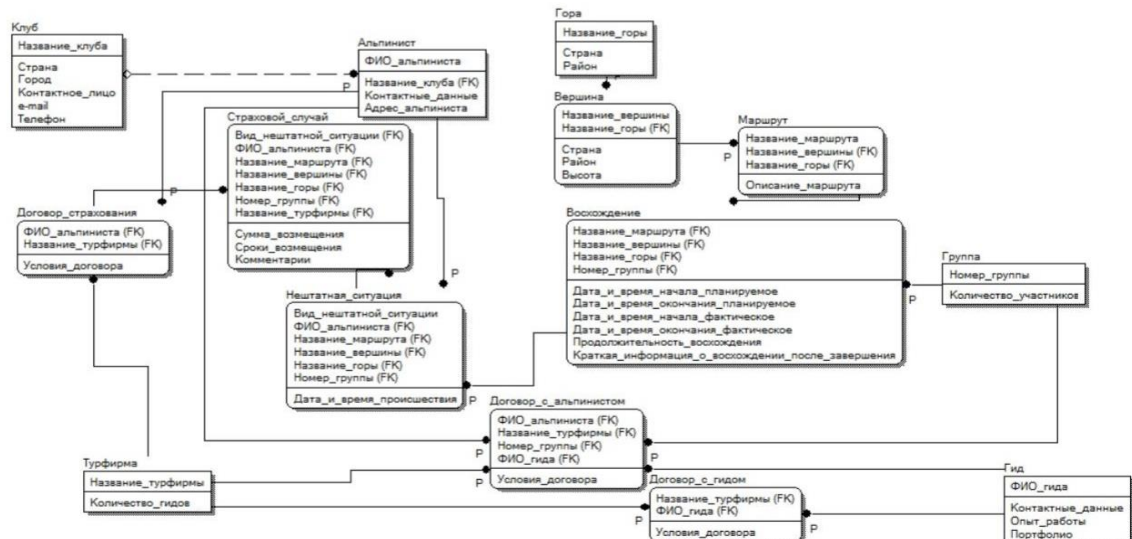 Клуб
Название_клуба
Страна
Город
Контактное_лицо
e-mail
Телефон
Альпинист
ФИО_альпиниста
Название_клуба (FK)
Контактные_данные
Адрес_альпиниста
P
Гора
Название_горы
Страна
Район
P
Вершина
Название_вершины
Название_горы (FK)
Страна
Район
Высота
P
Маршрут
Название_маршрута
Название_вершины (FK)
Название_горы (FK)
Описание_маршрута
Страховой_случай
Вид_нештатной_ситуации (FK)
ФИО_альпиниста (FK)
Название_маршрута (FK)
Название_вершины (FK)
Название_горы (FK)
Номер_группы (FK)
Название_турфирмы (FK)
Сумма_возмещения
Сроки_возмещения
Комментарии
P
Договор_страхования
ФИО_альпиниста (FK)
Название_турфирмы (FK)
Условия_договора
Восхождение
Название_маршрута (FK)
Название_вершины (FK)
Название_горы (FK)
Номер_группы (FK)
Дата_и_время_начала_планируемое
Дата_и_время_окончания_планируемое
Дата_и_время_начала_фактическое
Дата_и_время_окончания_фактическое
Продолжительность_восхождения
Краткая_информация_о_восхождении_после_завершения
P
Группа
Номер_группы
Количество_участников
P
Нештатная_ситуация
Вид_нештатной_ситуации
ФИО_альпиниста (FK)
Название_маршрута (FK)
Название_вершины (FK)
Название_горы (FK)
Номер_группы (FK)
Дата_и_время_происшествия
P
Договор_с_альпинистом
ФИО_альпиниста (FK)
Название_турфирмы (FK)
Номер_группы (FK)
ФИО_гида (FK)
Условия_договора
P
P
P
Турфирма
Название_турфирмы
Количество_гидов
Договор_с_гидом
Название_турфирмы (FK)
ФИО_гида (FK)
Условия_договора
P
P
Гид
ФИО_гида
Контактные_данные
Опыт_работы
Портфолио